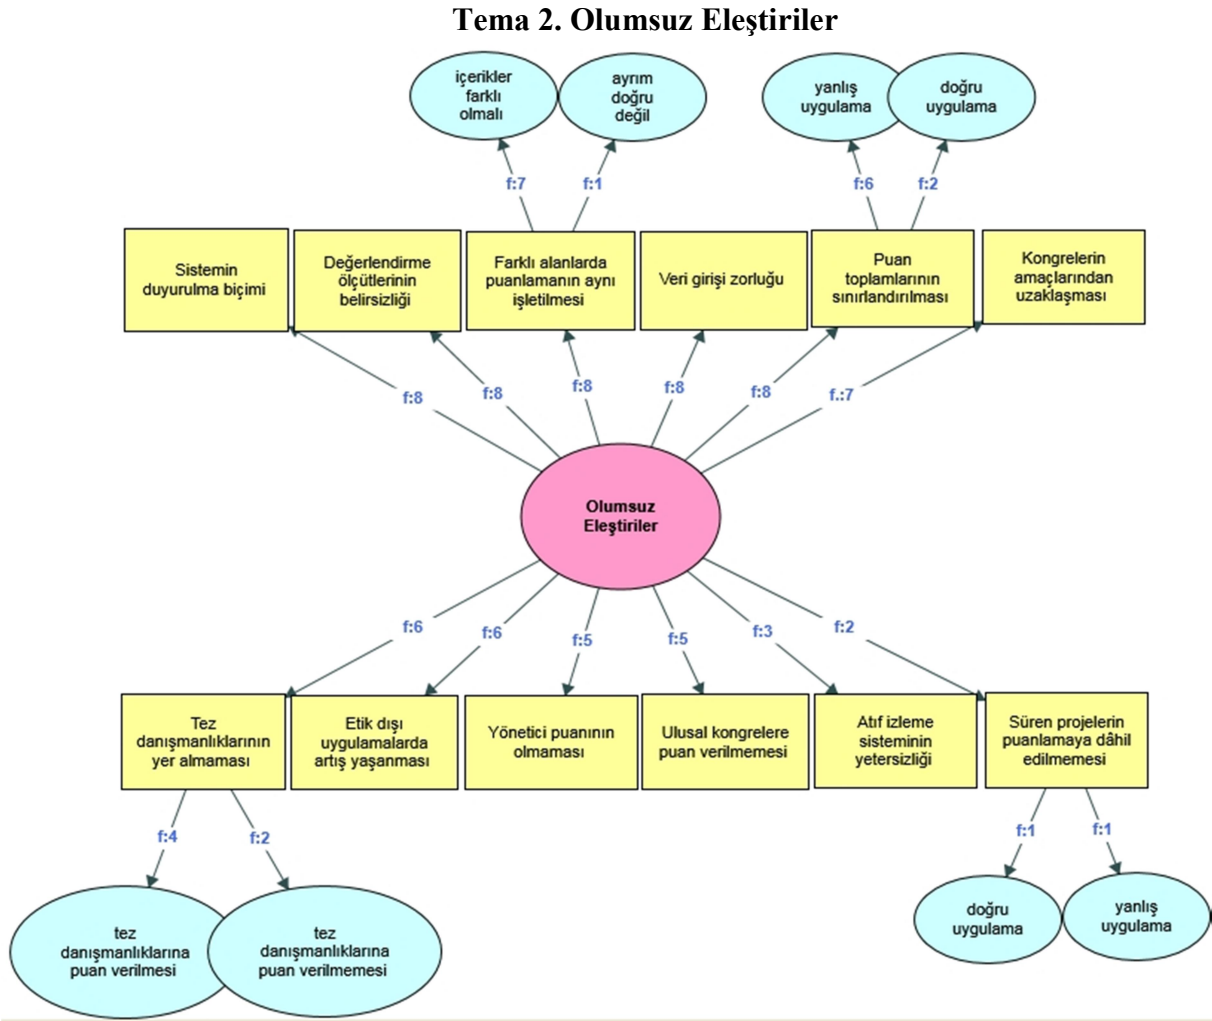 Tema 2. Olumsuz Eleştiriler
içerikler
farklı
olmalı
ayrım
doğru
değil
yanlış
uygulama
doğru
uygulama
f:7
f:1
f:6
f:2
Sistemin
duyurulma biçimi
Değerlendirme
ölçütlerinin
belirsizliği
Farklı alanlarda
puanlamanın aynı
işletilmesi
Veri girişi zorluğu
Puan
toplamlarının
sınırlandırılması
Kongrelerin
amaçlarından
uzaklaşması
f:8
f:8
f:8
f:8
f:8
f.:7
Olumsuz
Eleştiriler
f:6
f:6
f:5
f:5
f:3
f:2
Tez
danışmanlıklarının
yer almaması
Etik dışı
uygulamalarda
artış yaşanması
Yönetici puanının
olmaması
Ulusal kongrelere
puan verilmemesi
Atıf izleme
sisteminin
yetersizliği
Süren projelerin
puanlamaya dâhil
edilmemesi
f:4
f:2
f:1
f:1
tez
danışmanlıklarına
puan verilmesi
tez
danışmanlıklarına
puan verilmemesi
doğru
uygulama
yanlış
uygulama